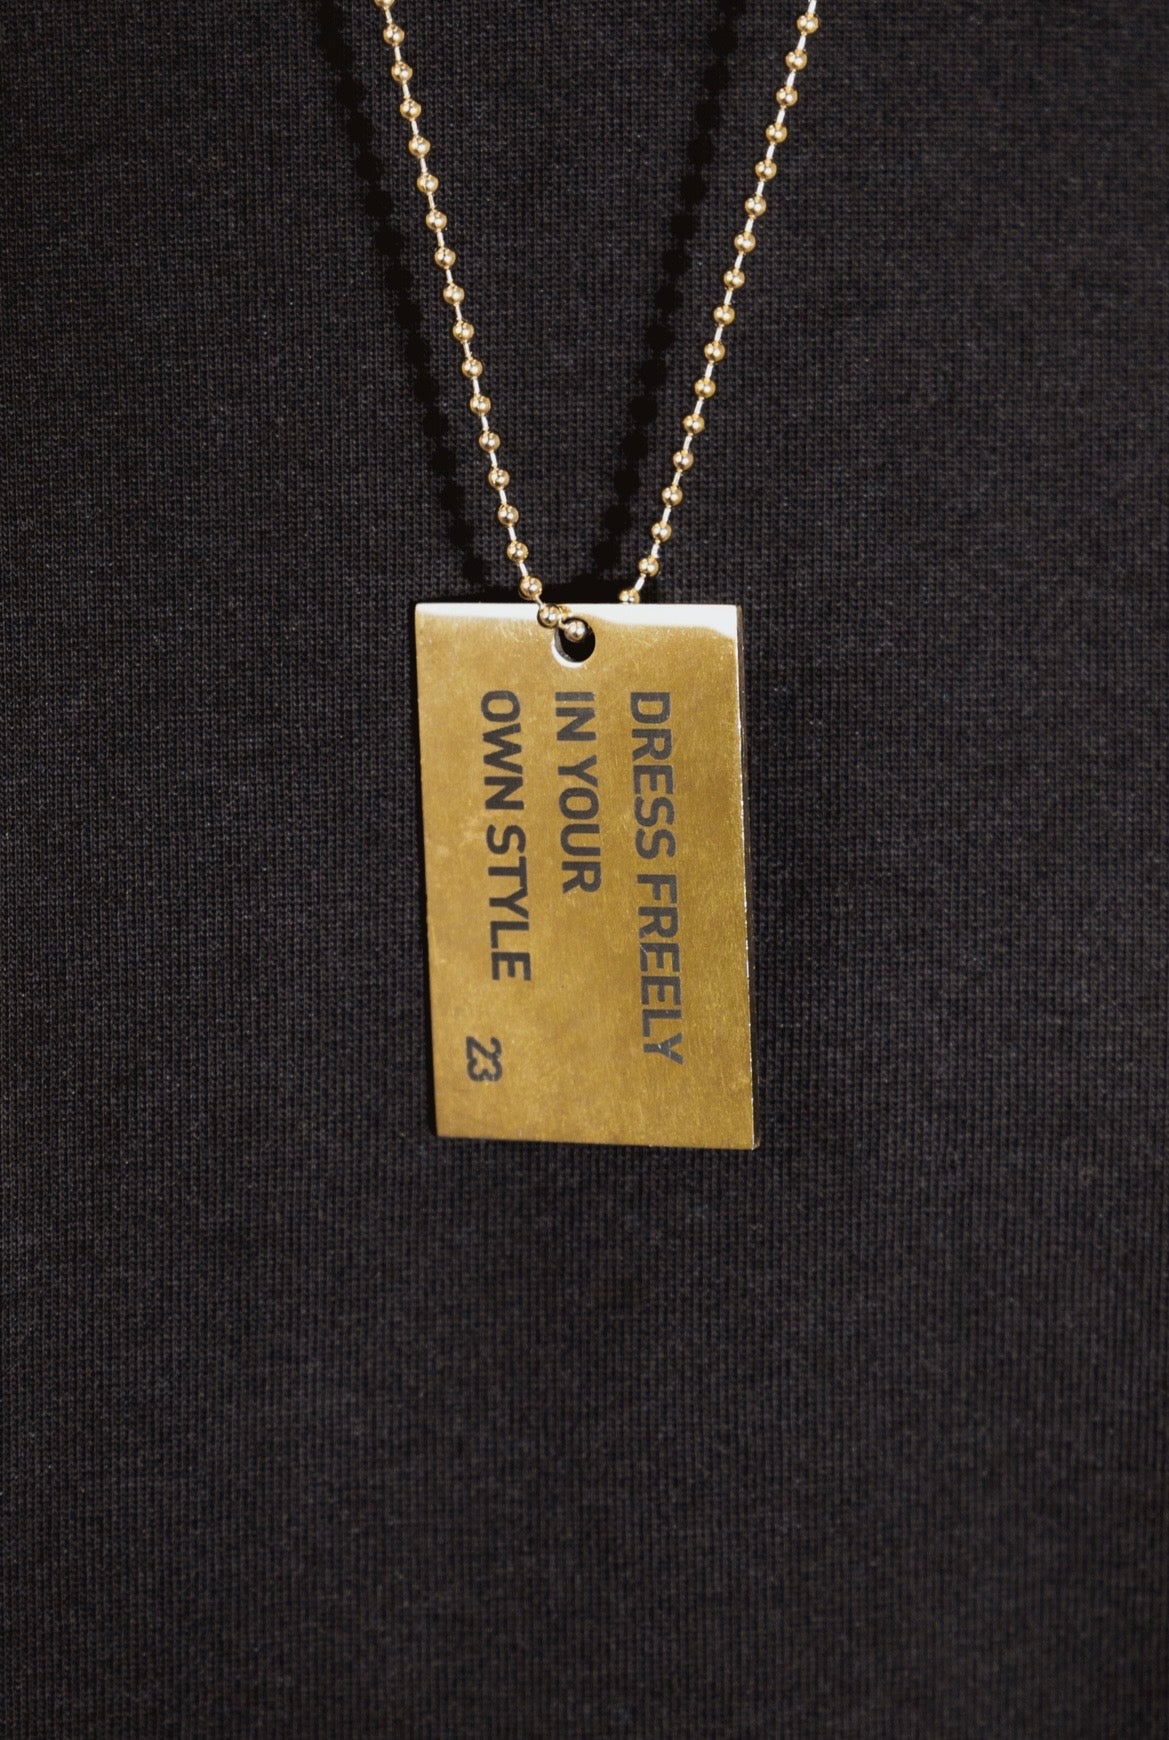 DRESS FREELY
IN YOUR
OWN STYLE
23